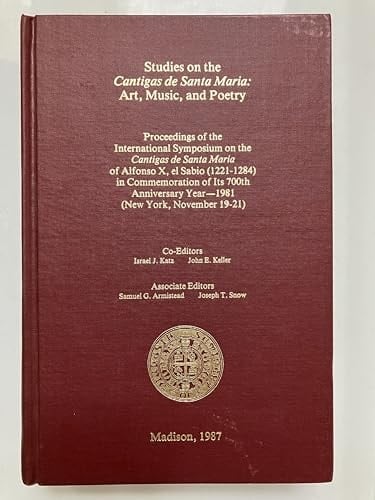 Studies on the
Cantigas de Santa Maria:
Art, Music, and Poetry
Proceedings of the
International Symposium on the
Cantigas de Santa Maria
of Alfonso X, el Sabio (1221-1284)
in Commemoration of Its 700th
Anniversary Year—1981
(New York, November 19-21)
Co-Editors
Israel J. Katz John E. Keller
Associate Editors
Samuel G. Armistead Joseph T. Snow
Madison, 1987